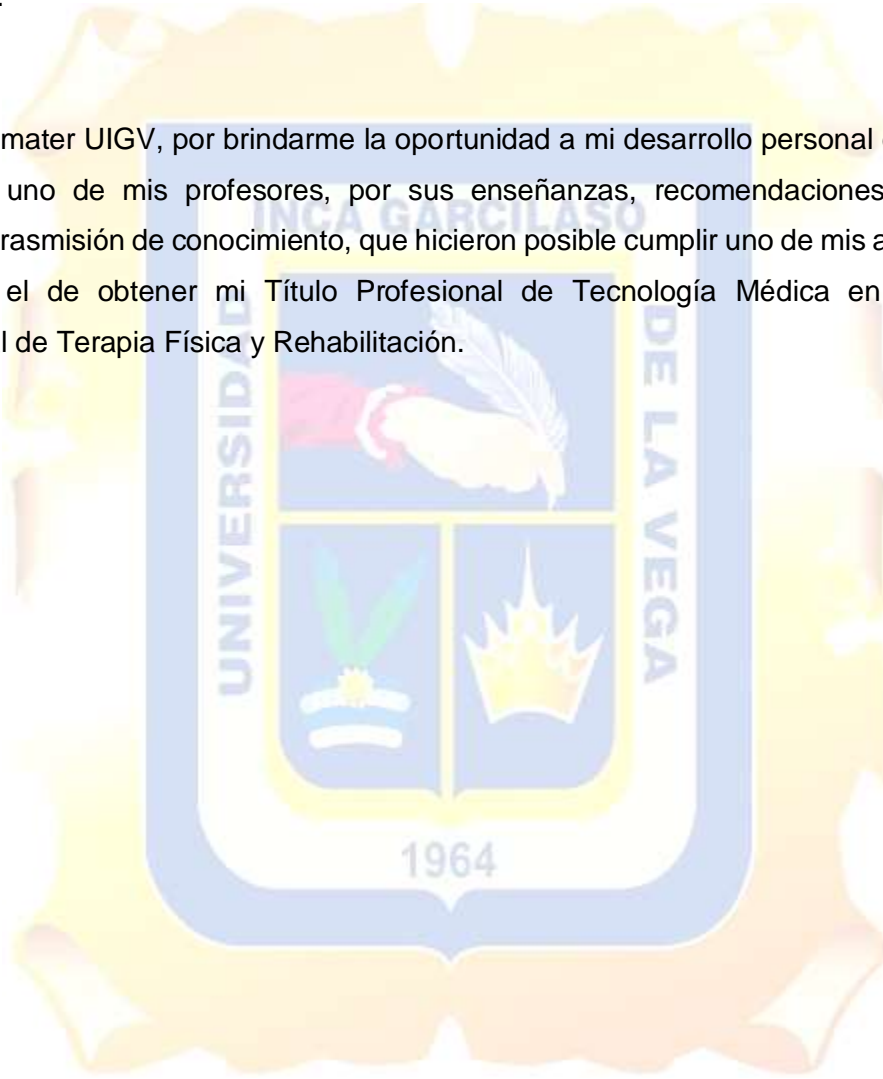 .
mater UIGV, por brindarme la oportunidad a mi desarrollo personal
uno de mis profesores, por sus enseñanzas, recomendaciones
rasmisión de conocimiento, que hicieron posible cumplir uno de mis a
el de obtener mi Título Profesional de Tecnología Médica en
l de Terapia Física y Rehabilitación.
UNIVERSIDAD
INCA GARCILASO
DE LA VEGA
1964